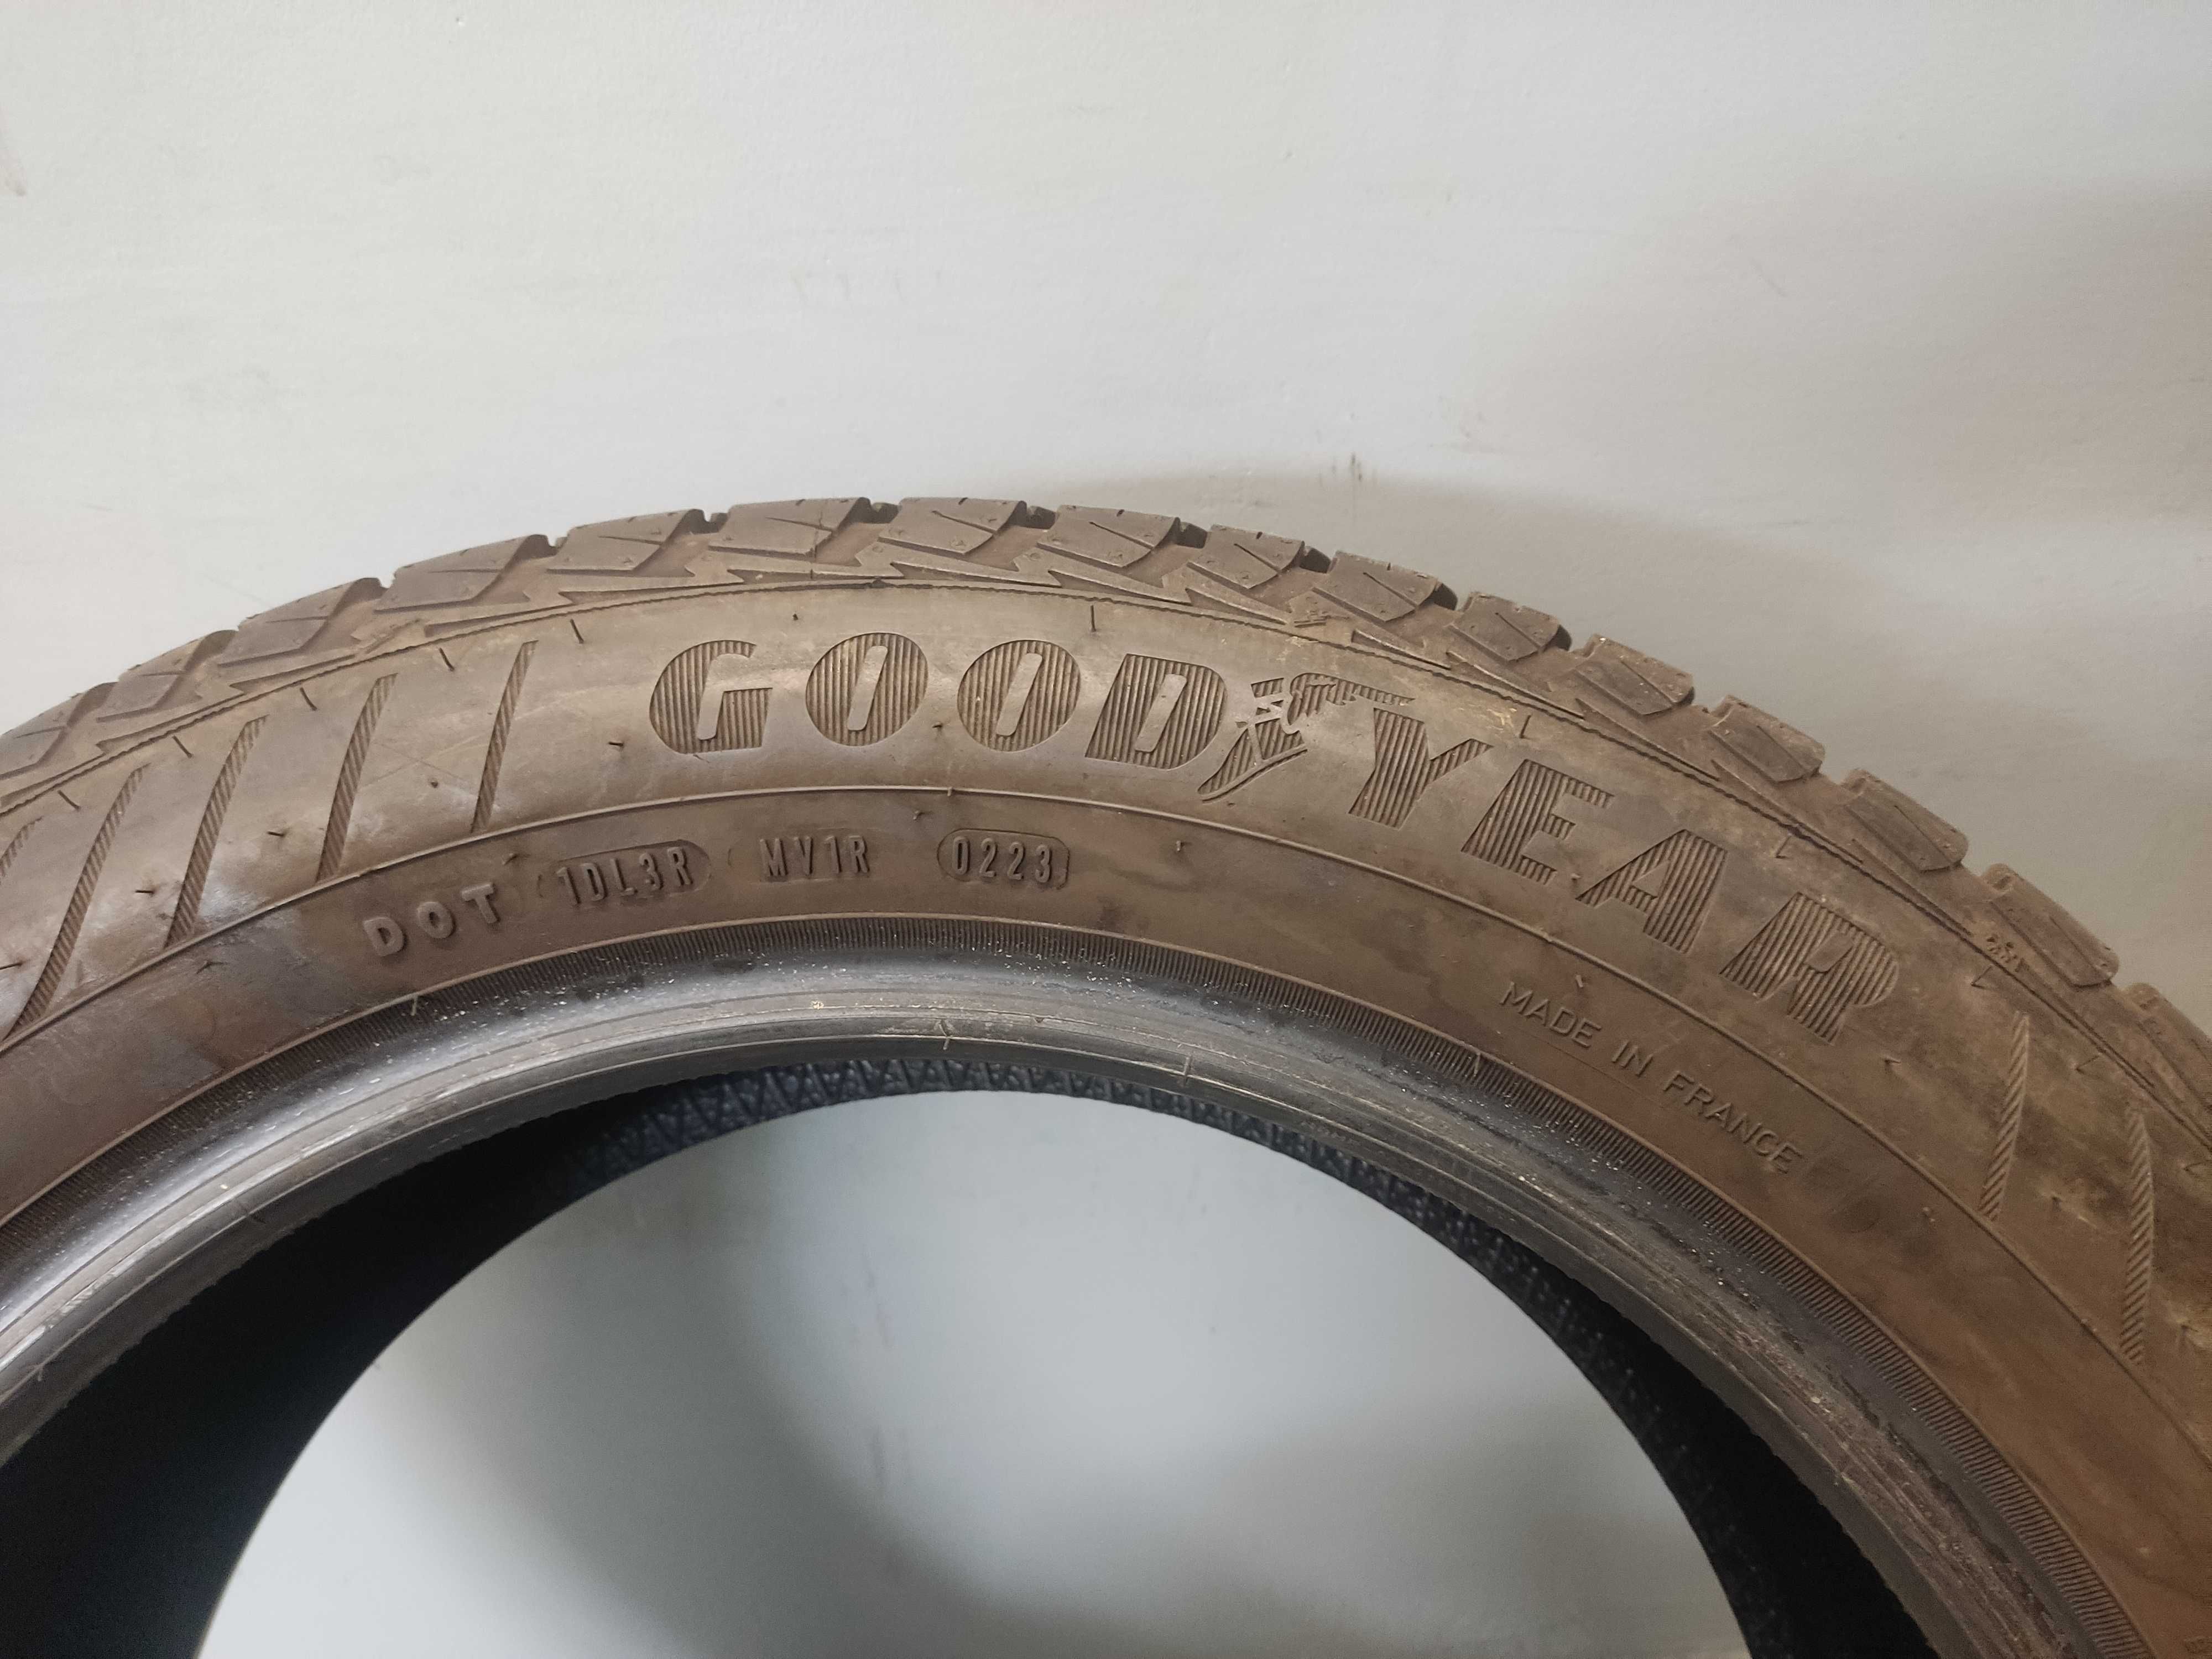 GOODYEAR
DOT 1DL3R MV1R 0223
MADE IN FRANCE